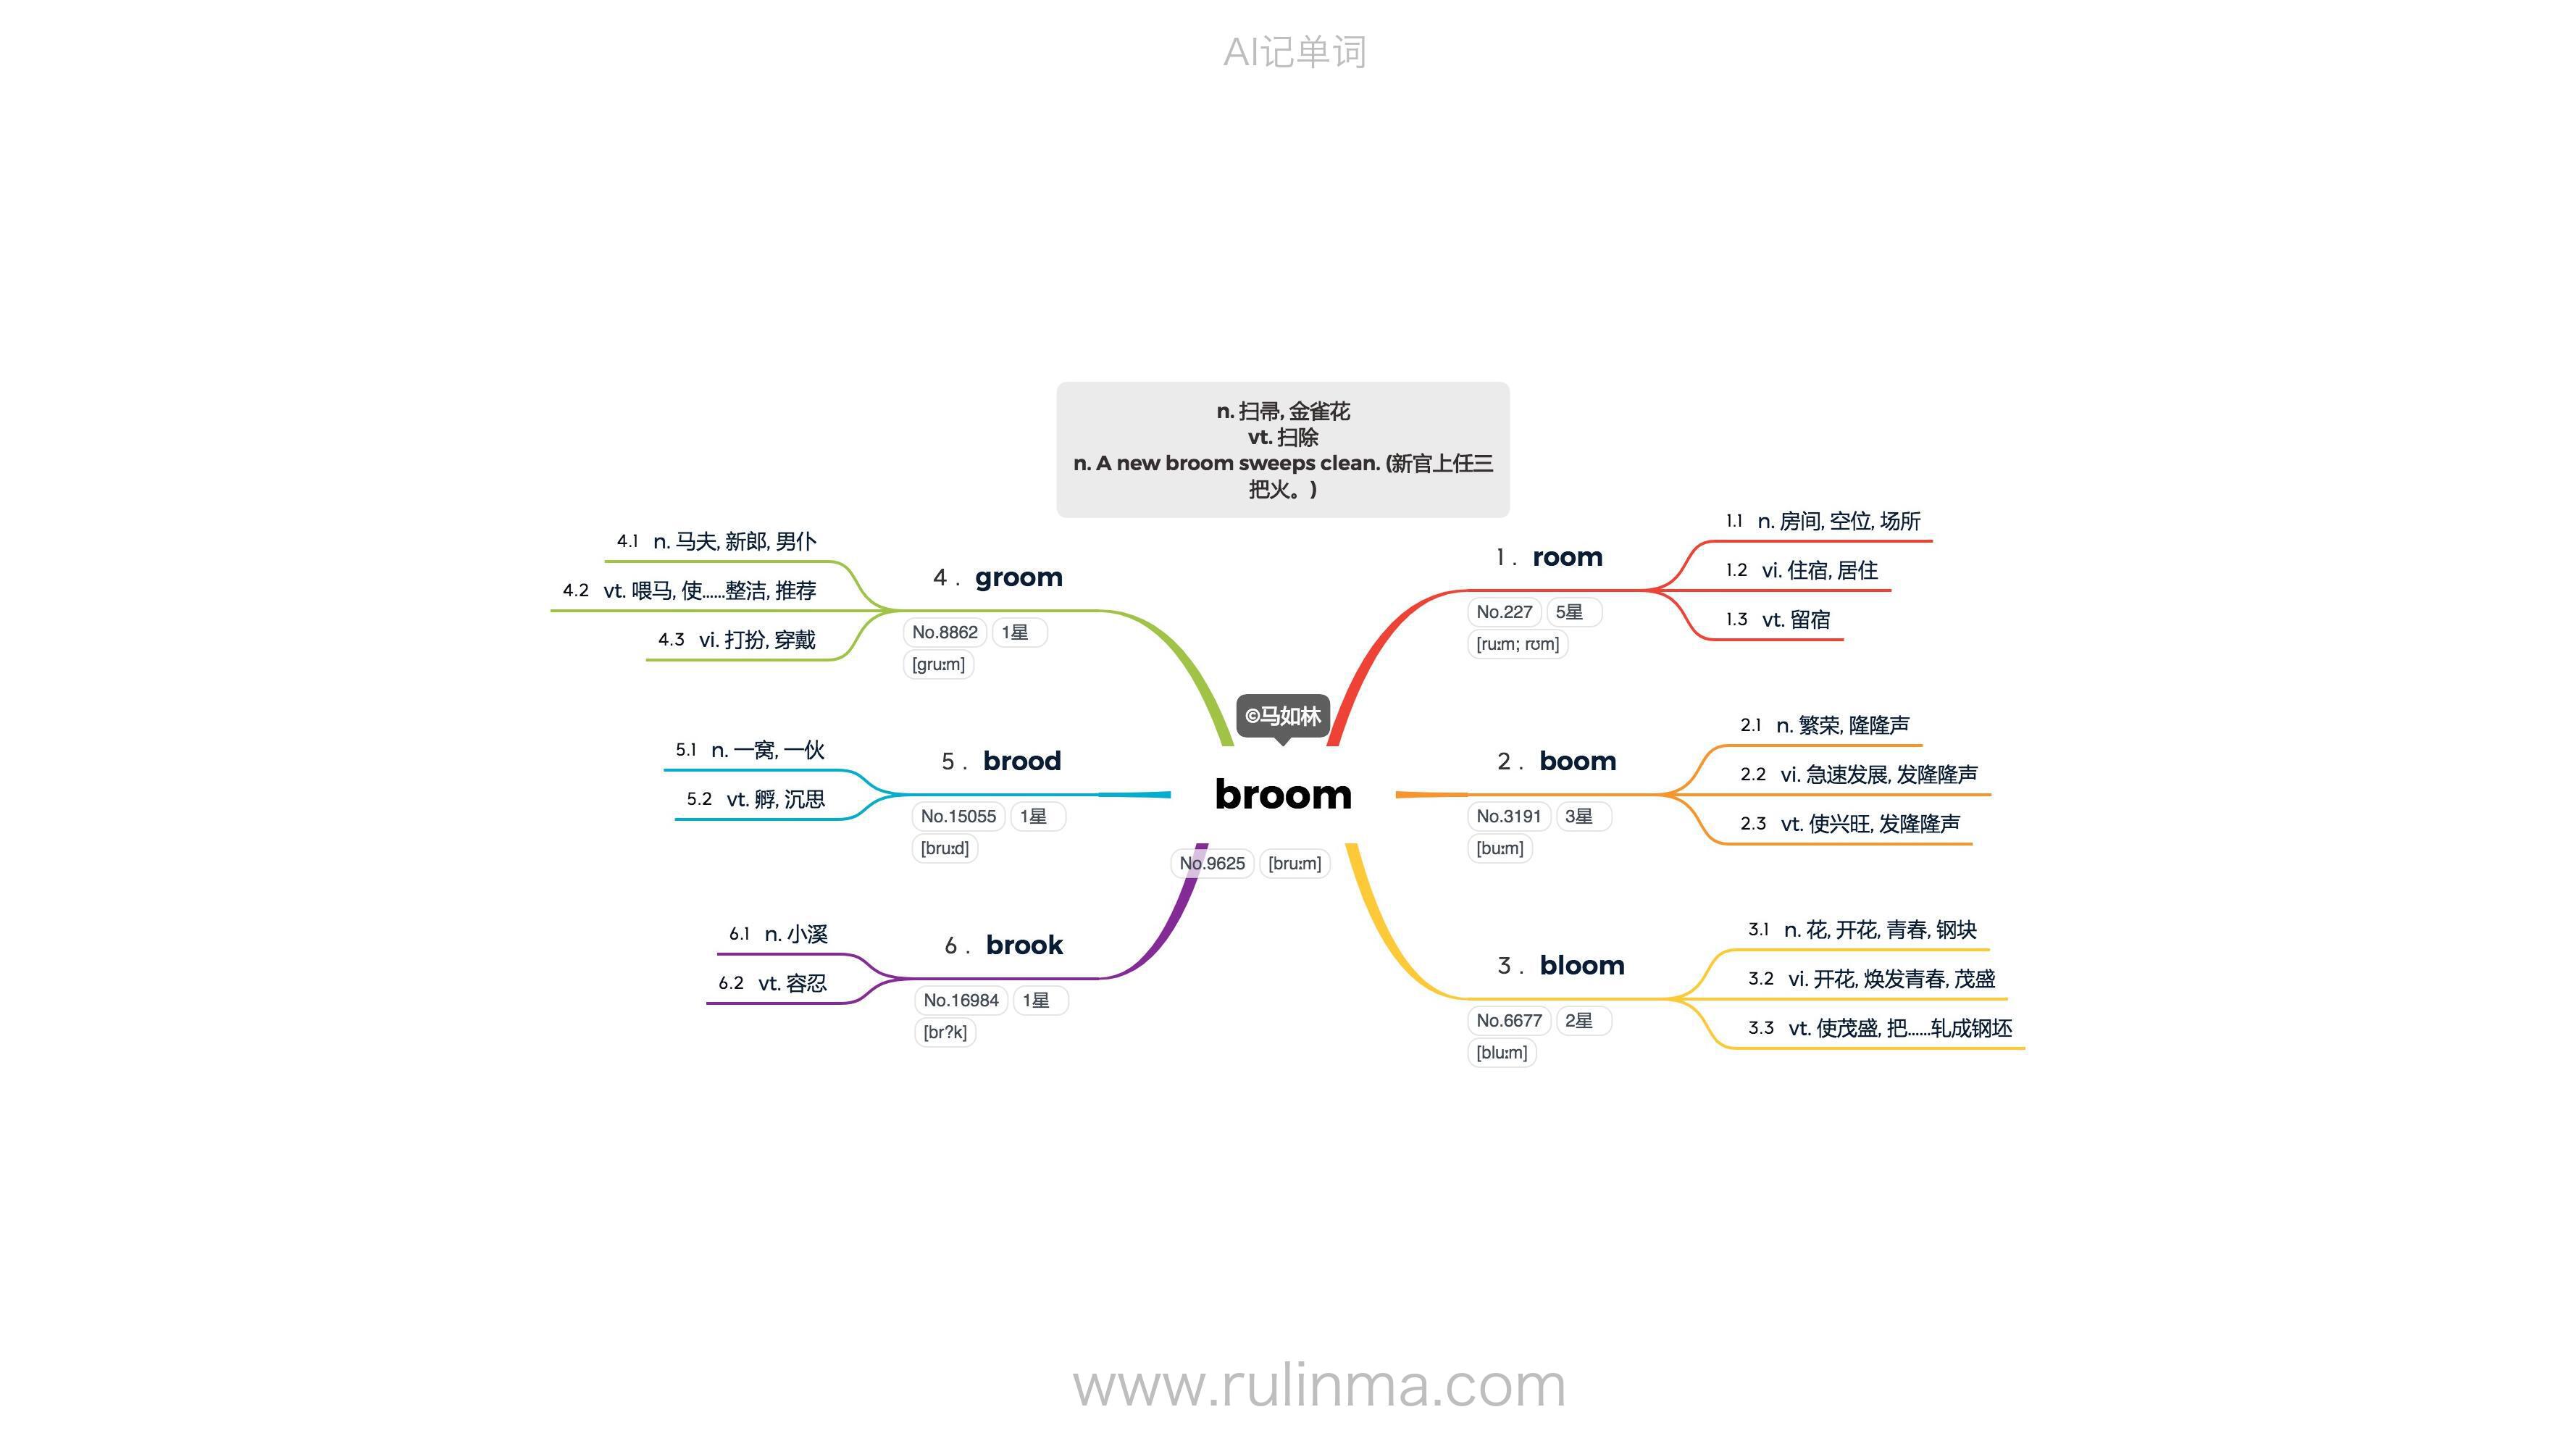 AI记单词
n. 扫帚, 金雀花
vt. 扫除
n. A new broom sweeps clean. (新官上任三
把火。)
©马如林
broom
No.9625 [bruːm]
1 . room
No.227 5星
[ruːm; rʊm]
1.1 n. 房间, 空位, 场所
1.2 vi. 住宿, 居住
1.3 vt. 留宿
2 . boom
No.3191 3星
[buːm]
2.1 n. 繁荣, 隆隆声
2.2 vi. 急速发展, 发隆隆声
2.3 vt. 使兴旺, 发隆隆声
3 . bloom
No.6677 2星
[bluːm]
3.1 n. 花, 开花, 青春, 钢块
3.2 vi. 开花, 焕发青春, 茂盛
3.3 vt. 使茂盛, 把......轧成钢坯
4 . groom
No.8862 1星
[gruːm]
4.1 n. 马夫, 新郎, 男仆
4.2 vt. 喂马, 使......整洁, 推荐
4.3 vi. 打扮, 穿戴
5 . brood
No.15055 1星
[bruːd]
5.1 n. 一窝, 一伙
5.2 vt. 孵, 沉思
6 . brook
No.16984 1星
[br?k]
6.1 n. 小溪
6.2 vt. 容忍
www.rulinma.com